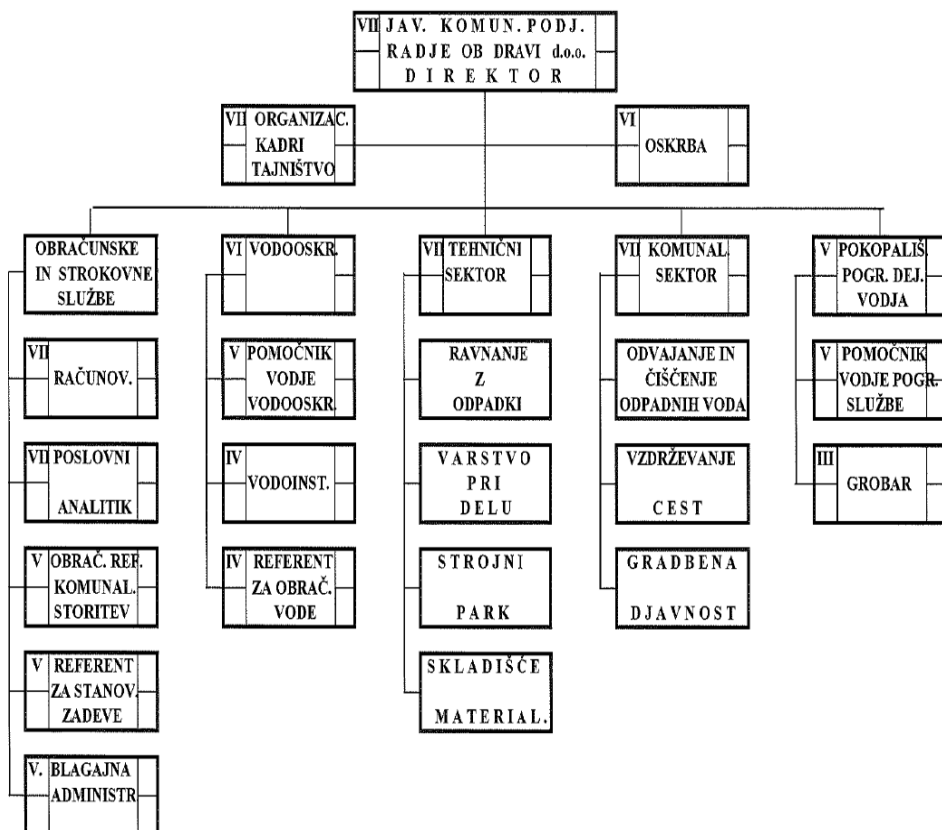 VII JAV. KOMUN. PODJ.
RADJE OB DRAVI d.o.o.
DIREKTOR
VII ORGANIZAC.
KADRI
TAJNIŠTVO
VI
OSKRBA
OBRAČUNSKE
IN STROKOVNE
SLUŽBE
VII
RAČUNOV.
VII POSLOVNI
ANALITIK
V OBRAČ. REF.
KOMUNAL.
STORITEV
V REFERENT
ZA STANOV.
ZADEVE
V. BLAGAJNA
ADMINISTR
VI VODOOSKR.
V POMOČNIK
VODJE
VODOOSKR.
IV
VODOINST.
IV REFERENT
ZA OBRAČ.
VODE
VII TEHNIČNI
SEKTOR
RAVNANJE
Z
ODPADKI
VARSTVO
PRI
DELU
STROJNI
PARK
SKLADIŠĆE
MATERIAL.
VII KOMUNAL.
SEKTOR
ODVAJANJE IN
ČIŠČENJE
ODPADNIH VODA
VZDRŽEVANJE
CEST
GRADBENA
DJAVNOST
V POKOPALIŠ.
POGR. DEJ.
VODJA
V POMOČNIK
VODJE POGR.
SLUŽBE
III
GROBAR